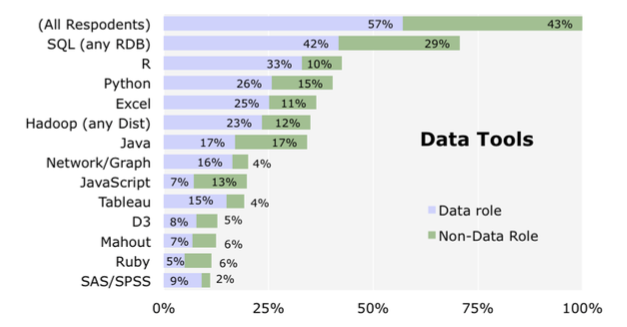 (All Respodents) 57% 43%
SQL (any RDB) 42% 29%
R 33% 10%
Python 26% 15%
Excel 25% 11%
Hadoop (any Dist) 23% 12%
Java 17% 17%
Data Tools
Network/Graph 16% 4%
JavaScript 7% 13%
Tableau 15% 4%
Data role
D3 8% 5%
Non-Data Role
Mahout 7% 6%
Ruby 5% 6%
SAS/SPSS 9% 2%
0% 25% 50% 75% 100%